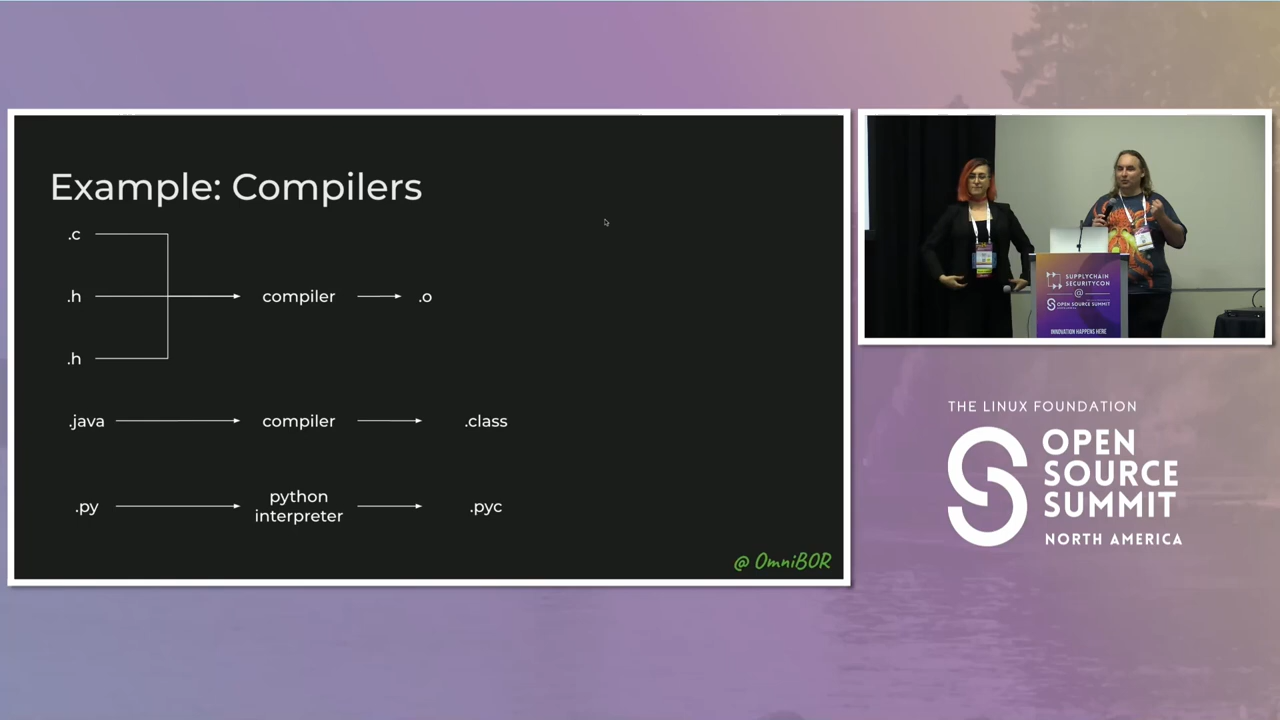 Example: Compilers
.c
.h
compiler
.o
.h
.java
compiler
.class
.py
python
interpreter
.pyc
@ OmniBOR
SUPPLYCHAIN
SECURITYCON
@
OPEN SOURCE SUMMIT
INNOVATION HAPPENS HERE
THE LINUX FOUNDATION
OPEN
SOURCE
SUMMIT
NORTH AMERICA